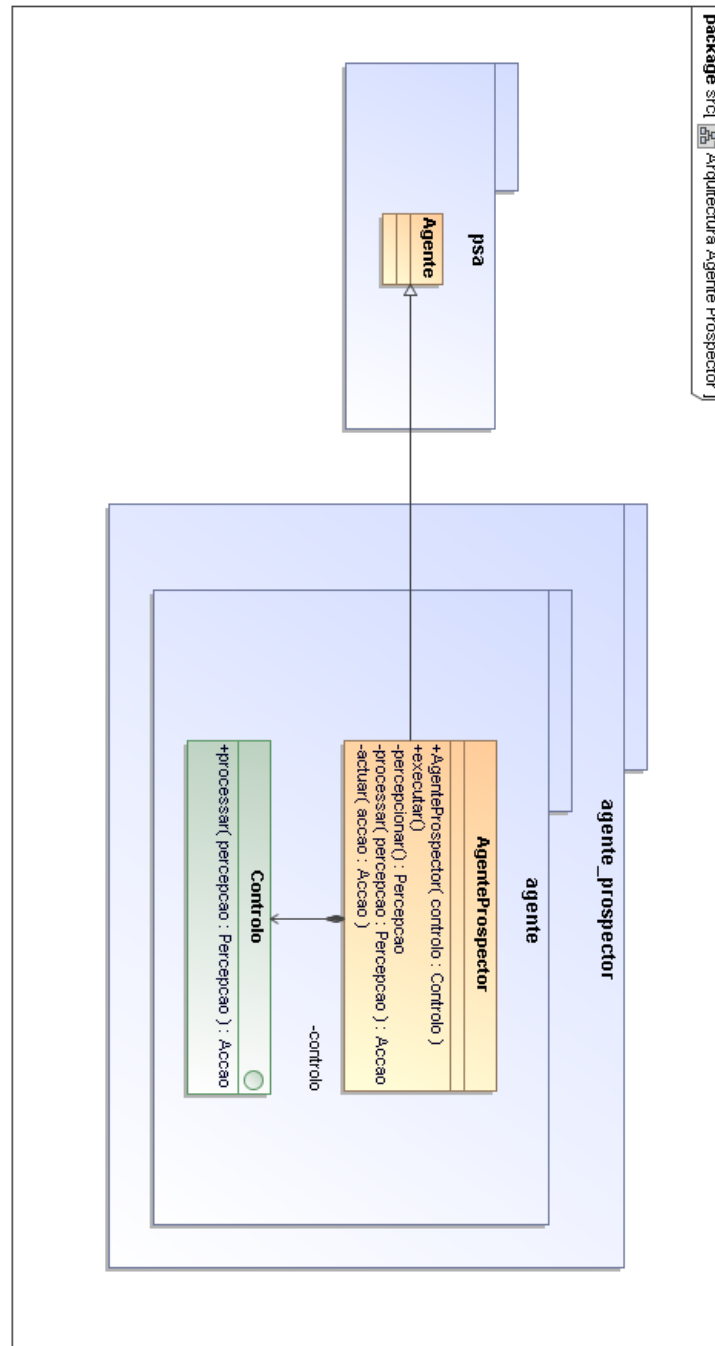 package src[ Arquitectura Agente Prospector ]
psa
Agente
agente_prospector
agente
AgenteProspector
+AgenteProspector( controlo : Controlo )
+executar()
-percepcionar() : Percepcao
-processar( percepcao : Percepcao ) : Accao
-actuar( accao : Accao )
-controlo
Controlo
+processar( percepcao : Percepcao ) : Accao